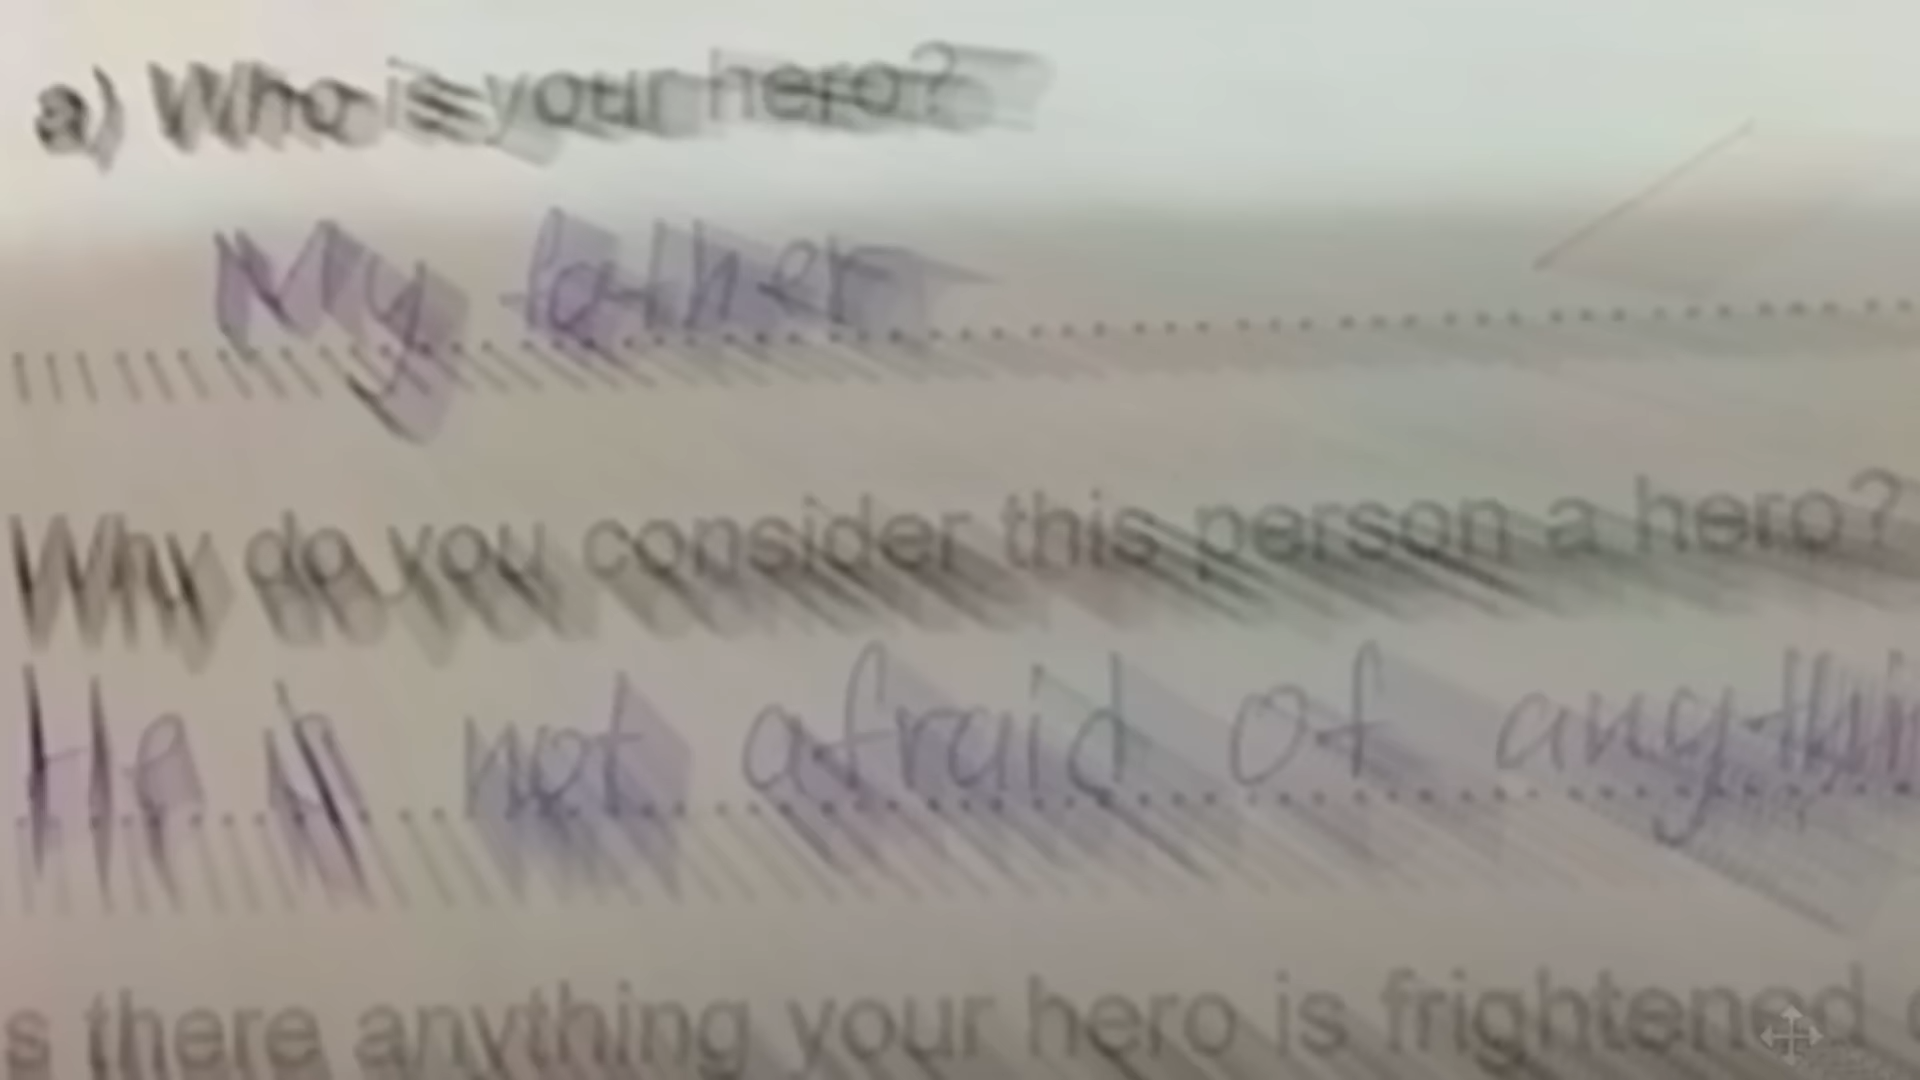 a) Who is your hero?
My father
Why do you consider this person a hero?
He is not afraid of anythi
s there anything your hero is frightened